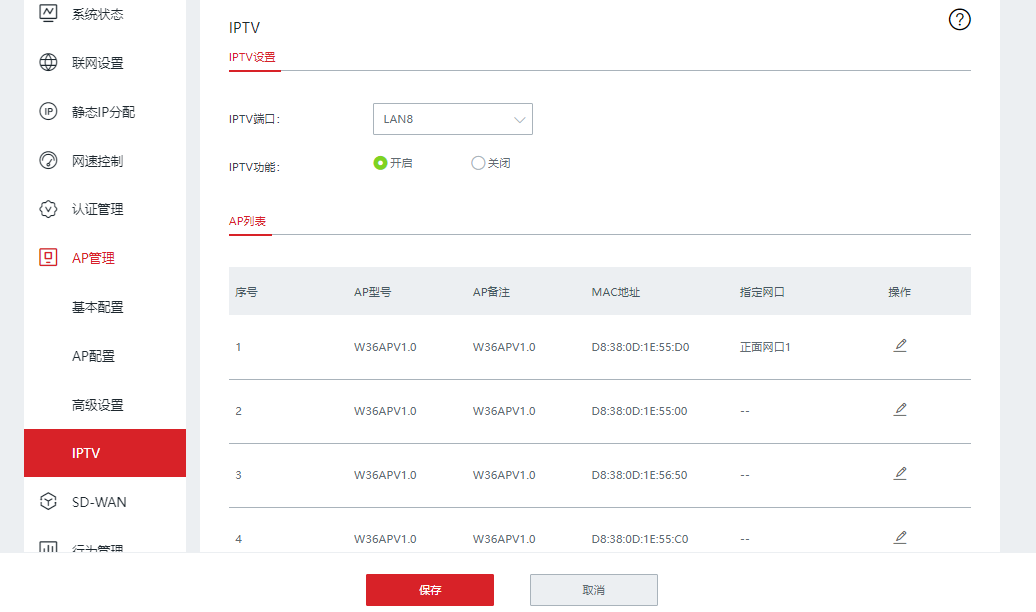 系统状态
联网设置
IP
静态IP分配
网速控制
认证管理
AP管理
基本配置
AP配置
高级设置
IPTV
SD-WAN
行为管理
IPTV
?
IPTV设置
IPTV端口:
LAN8
IPTV功能:
开启
关闭
AP列表
序号 AP型号 AP备注 MAC地址 指定网口 操作
1 W36APV1.0 W36APV1.0 D8:38:0D:1E:55:D0 正面网口1
2 W36APV1.0 W36APV1.0 D8:38:0D:1E:55:00 --
3 W36APV1.0 W36APV1.0 D8:38:0D:1E:56:50 --
4 W36APV1.0 W36APV1.0 D8:38:0D:1E:55:C0 --
保存
取消